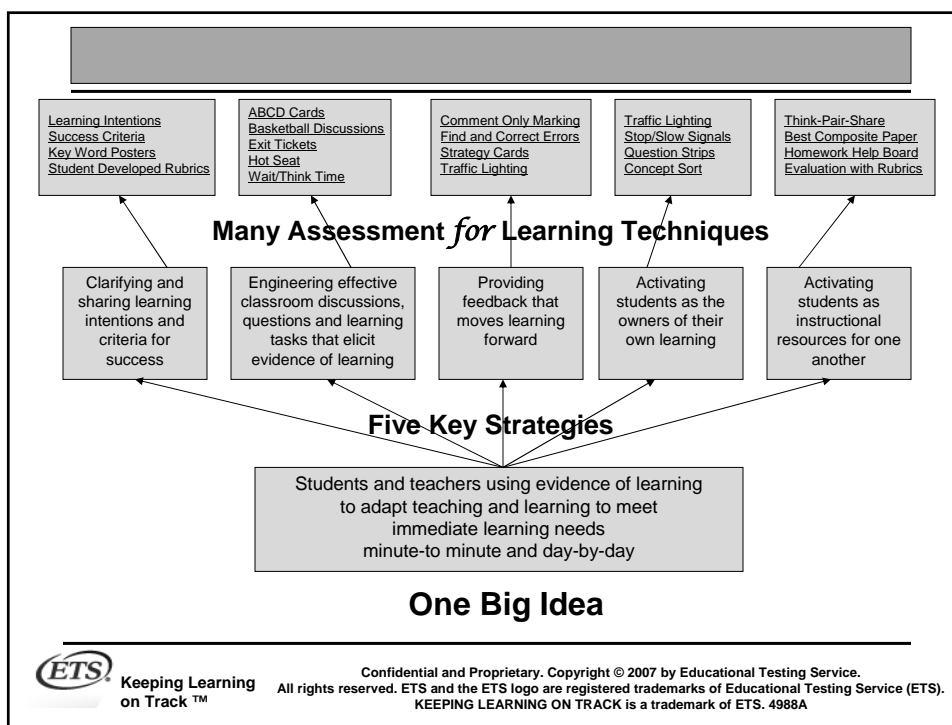 Learning Intentions
Success Criteria
Key Word Posters
Student Developed Rubrics
ABCD Cards
Basketball Discussions
Exit Tickets
Hot Seat
Wait/Think Time
Comment Only Marking
Find and Correct Errors
Strategy Cards
Traffic Lighting
Traffic Lighting
Stop/Slow Signals
Question Strips
Concept Sort
Think-Pair-Share
Best Composite Paper
Homework Help Board
Evaluation with Rubrics
Many Assessment for Learning Techniques
Clarifying and
sharing learning
intentions and
criteria for
success
Engineering effective
classroom discussions,
questions and learning
tasks that elicit
evidence of learning
Providing
feedback that
moves learning
forward
Activating
students as the
owners of their
own learning
Activating
students as
instructional
resources for one
another
Five Key Strategies
Students and teachers using evidence of learning
to adapt teaching and learning to meet
immediate learning needs
minute-to minute and day-by-day
One Big Idea
ETS®
Keeping Learning
on Track ™
Confidential and Proprietary. Copyright © 2007 by Educational Testing Service.
All rights reserved. ETS and the ETS logo are registered trademarks of Educational Testing Service (ETS).
KEEPING LEARNING ON TRACK is a trademark of ETS. 4988A